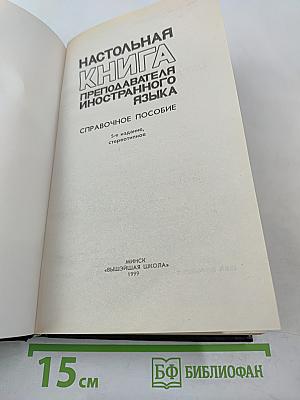 НАСТОЛЬНАЯ
КНИГА
ПРЕПОДАВАТЕЛЯ
ИНОСТРАННОГО
ЯЗЫКА
СПРАВОЧНОЕ ПОСОБИЕ
5-е издание,
стереотипное
МИНСК
«ВЫШЭЙШАЯ ШКОЛА»
1999
15 см
БФ БИБЛИОФАН